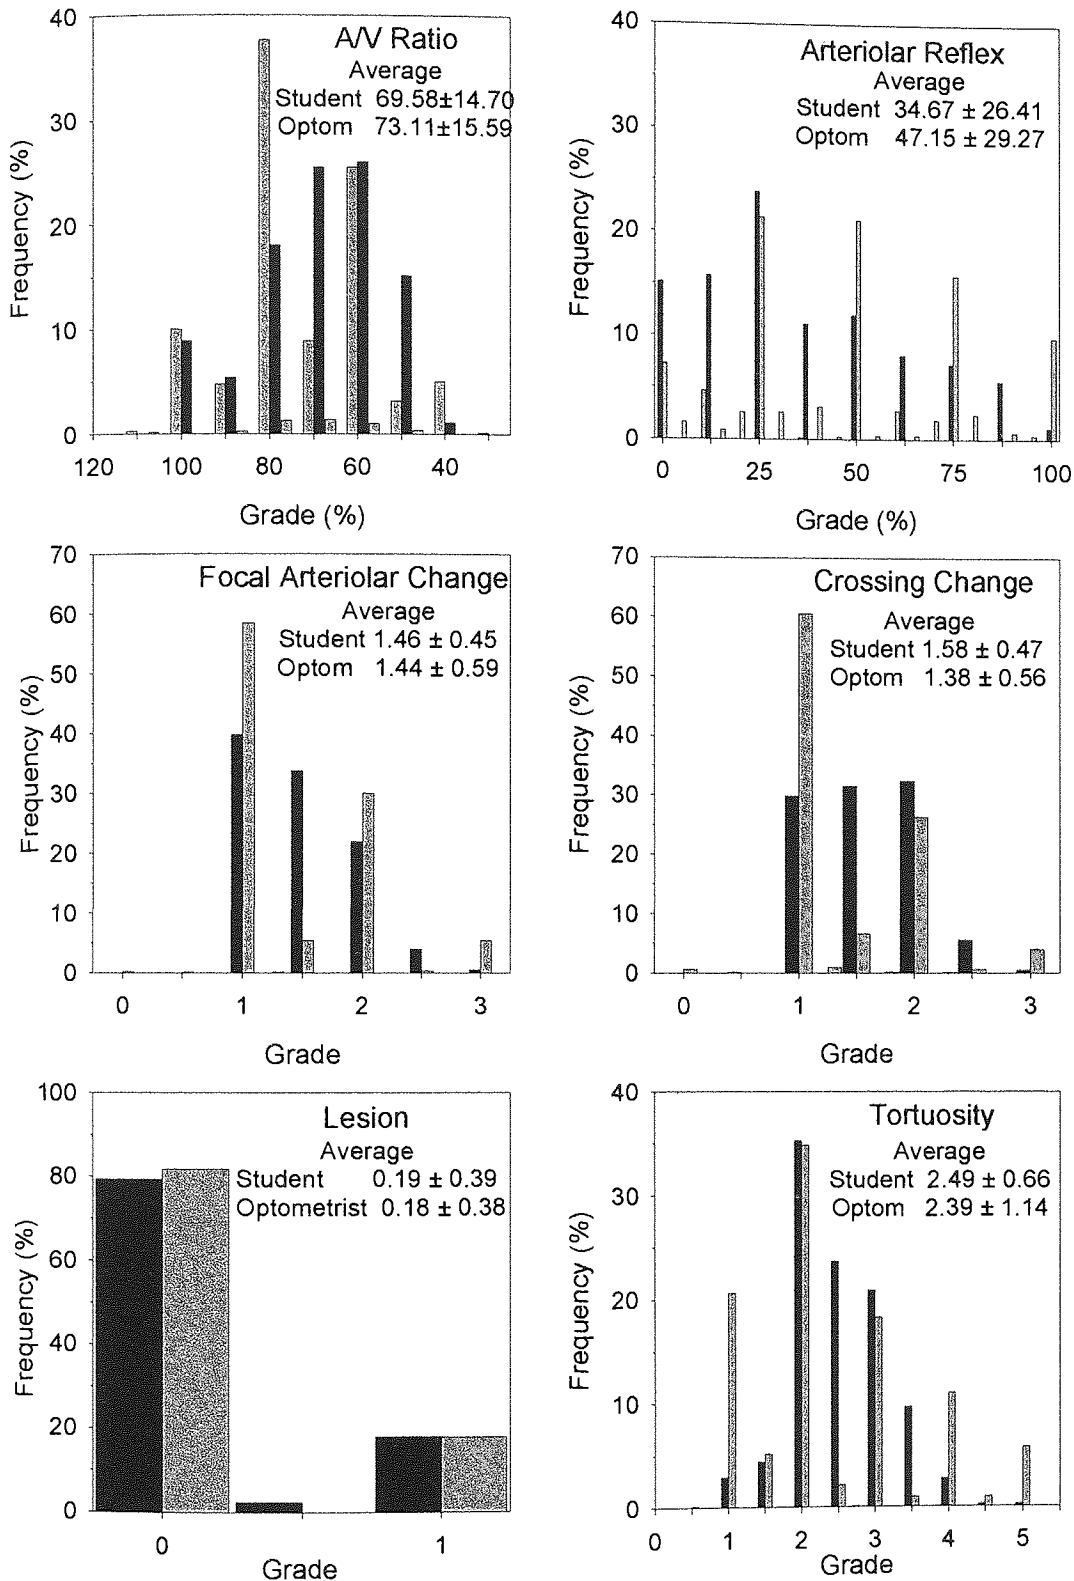 A/V Ratio
Average
Student 69.58±14.70
Optom 73.11±15.59
Frequency (%)
40
30
20
10
0
120 100 80 60 40
Grade (%)
Arteriolar Reflex
Average
Student 34.67 ± 26.41
Optom 47.15 ± 29.27
Frequency (%)
40
30
20
10
0
0 25 50 75 100
Grade (%)
Focal Arteriolar Change
Average
Student 1.46 ± 0.45
Optom 1.44 ± 0.59
Frequency (%)
70
60
50
40
30
20
10
0
0 1 2 3
Grade
Crossing Change
Average
Student 1.58 ± 0.47
Optom 1.38 ± 0.56
Frequency (%)
70
60
50
40
30
20
10
0
0 1 2 3
Grade
Lesion
Average
Student 0.19 ± 0.39
Optometrist 0.18 ± 0.38
Frequency (%)
100
80
60
40
20
0
0 1
Grade
Tortuosity
Average
Student 2.49 ± 0.66
Optom 2.39 ± 1.14
Frequency (%)
40
30
20
10
0
0 1 2 3 4 5
Grade